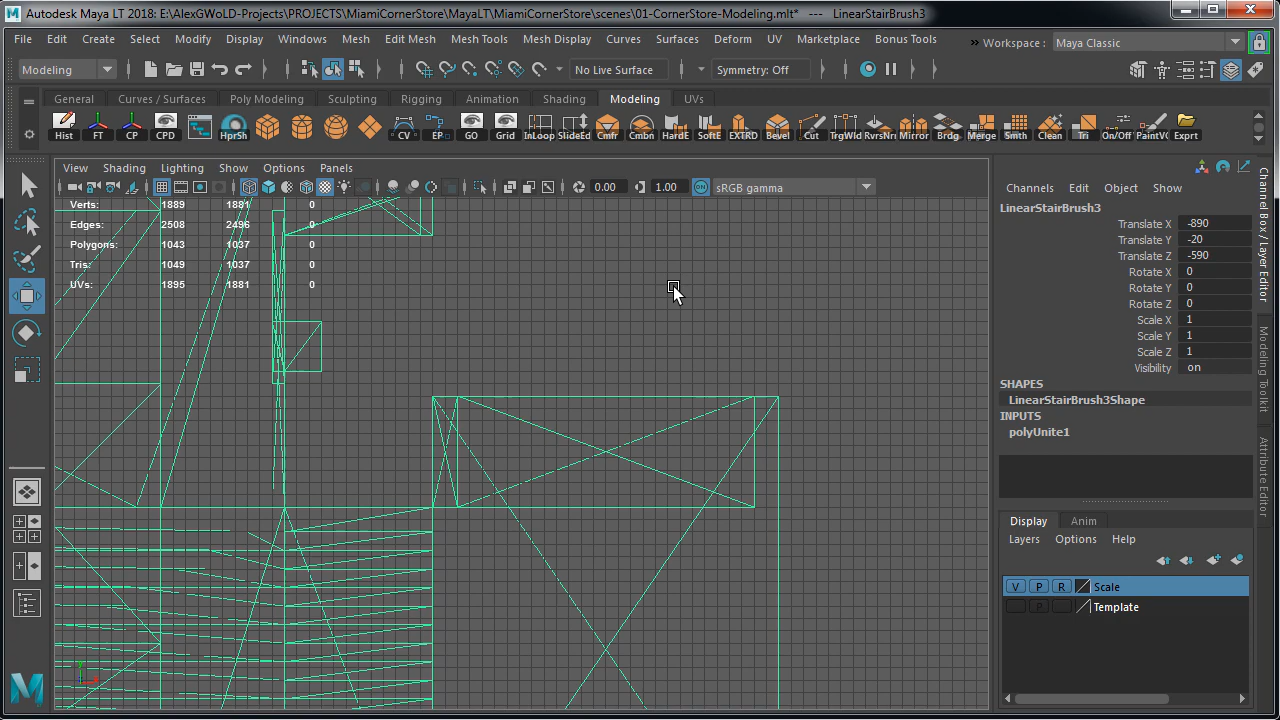 Autodesk Maya LT 2018: E:\AlexGWoLD-Projects\PROJECTS\MiamiCornerStore\MayaLT\MiamiCornerStore\scenes\01-CornerStore-Modeling.mlt* --- LinearStairBrush3
File Edit Create Select Modify Display Windows Mesh Edit Mesh Mesh Tools Mesh Display Curves Surfaces Deform UV Marketplace Bonus Tools » Workspace : Maya Classic
Modeling No Live Surface Symmetry: Off
General Curves / Surfaces Poly Modeling Sculpting Rigging Animation Shading Modeling UVs
Hist FT CP CPD HprSh CV EP GO Grid InLoop SlideEd Cmfr Cmbn HardE EXTRD Bevel Cut TrgWld RvrsNr Mirror Brdg Merge Smth Clean Tri On/Off PaintVC Exprt
View Shading Lighting Show Options Panels
0.00 1.00 ON sRGB gamma
Verts: 1889 1881 0
Edges: 2508 2496 0
Polygons: 1043 1037 0
Tris: 1049 1037 0
UVs: 1895 1881 0
Channels Edit Object Show
LinearStairBrush3
Translate X -890
Translate Y -20
Translate Z -590
Rotate X 0
Rotate Y 0
Rotate Z 0
Scale X 1
Scale Y 1
Scale Z 1
Visibility on
SHAPES
LinearStairBrush3Shape
INPUTS
polyUnite1
Display Anim
Layers Options Help
V P R Scale
P Template
Channel Box / Layer Editor
Modeling Toolkit
Attribute Editor